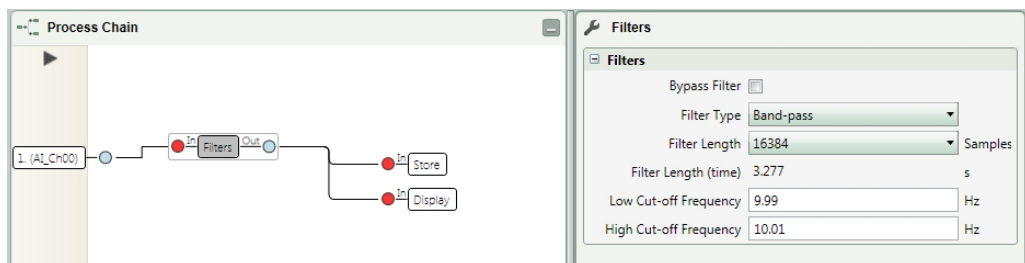 Process Chain
1. (AI_Ch00)
In Filters Out
In Store
In Display
Filters
Filters
Bypass Filter
Filter Type Band-pass
Filter Length 16384 Samples
Filter Length (time) 3.277 s
Low Cut-off Frequency 9.99 Hz
High Cut-off Frequency 10.01 Hz